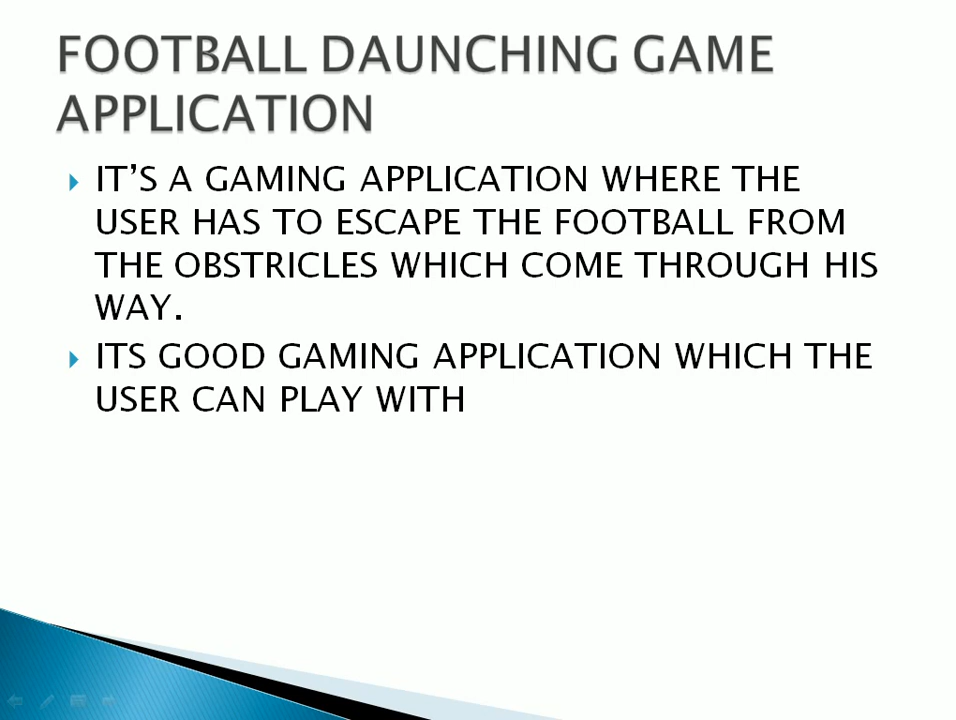 FOOTBALL DAUNCHING GAME
APPLICATION
IT’S A GAMING APPLICATION WHERE THE
USER HAS TO ESCAPE THE FOOTBALL FROM
THE OBSTRICLES WHICH COME THROUGH HIS
WAY.
ITS GOOD GAMING APPLICATION WHICH THE
USER CAN PLAY WITH